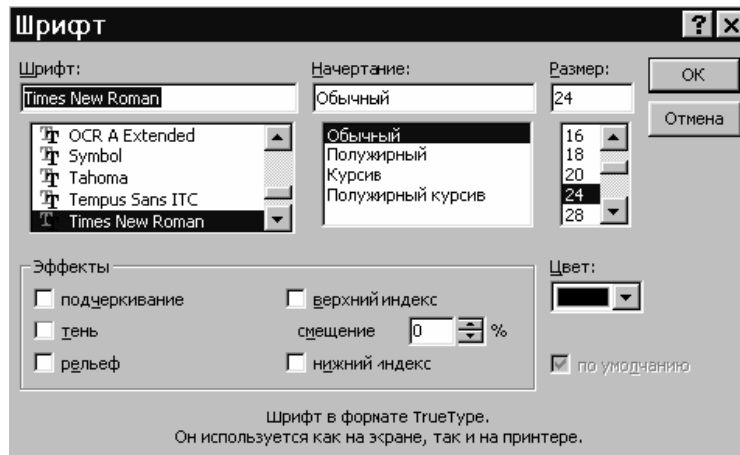 Шрифт
Шрифт: Начертание: Размер:
Times New Roman Обычный 24 ОК
Отмена
OCR A Extended Обычный 16
Symbol Полужирный 18
Tahoma Курсив 20
Tempus Sans ITC Полужирный курсив 24
Times New Roman 28
Эффекты Цвет:
подчеркивание верхний индекс
тень смещение 0 %
рельеф нижний индекс по умолчанию
Шрифт в формате TrueType.
Он используется как на экране, так и на принтере.